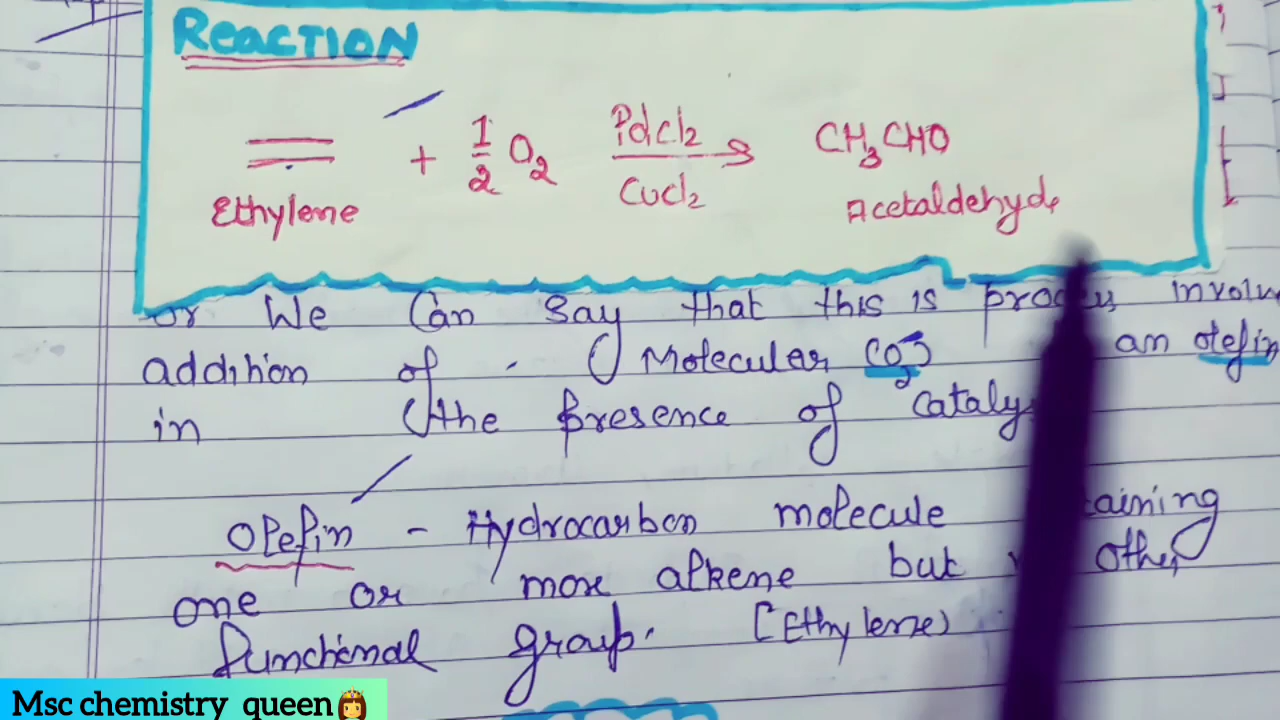 REACTION
+ 1/2 O2 PdCl2 → CH3CHO
CuCl2
Ethylene Acetaldehyde
or We Can Say that this is process
addition of Molecular (O2) an olefin
in the presence of
Olefin - Hydrocarbon molecule
one or more alkene but other
functional group. [Ethylene)
Msc chemistry queen👸